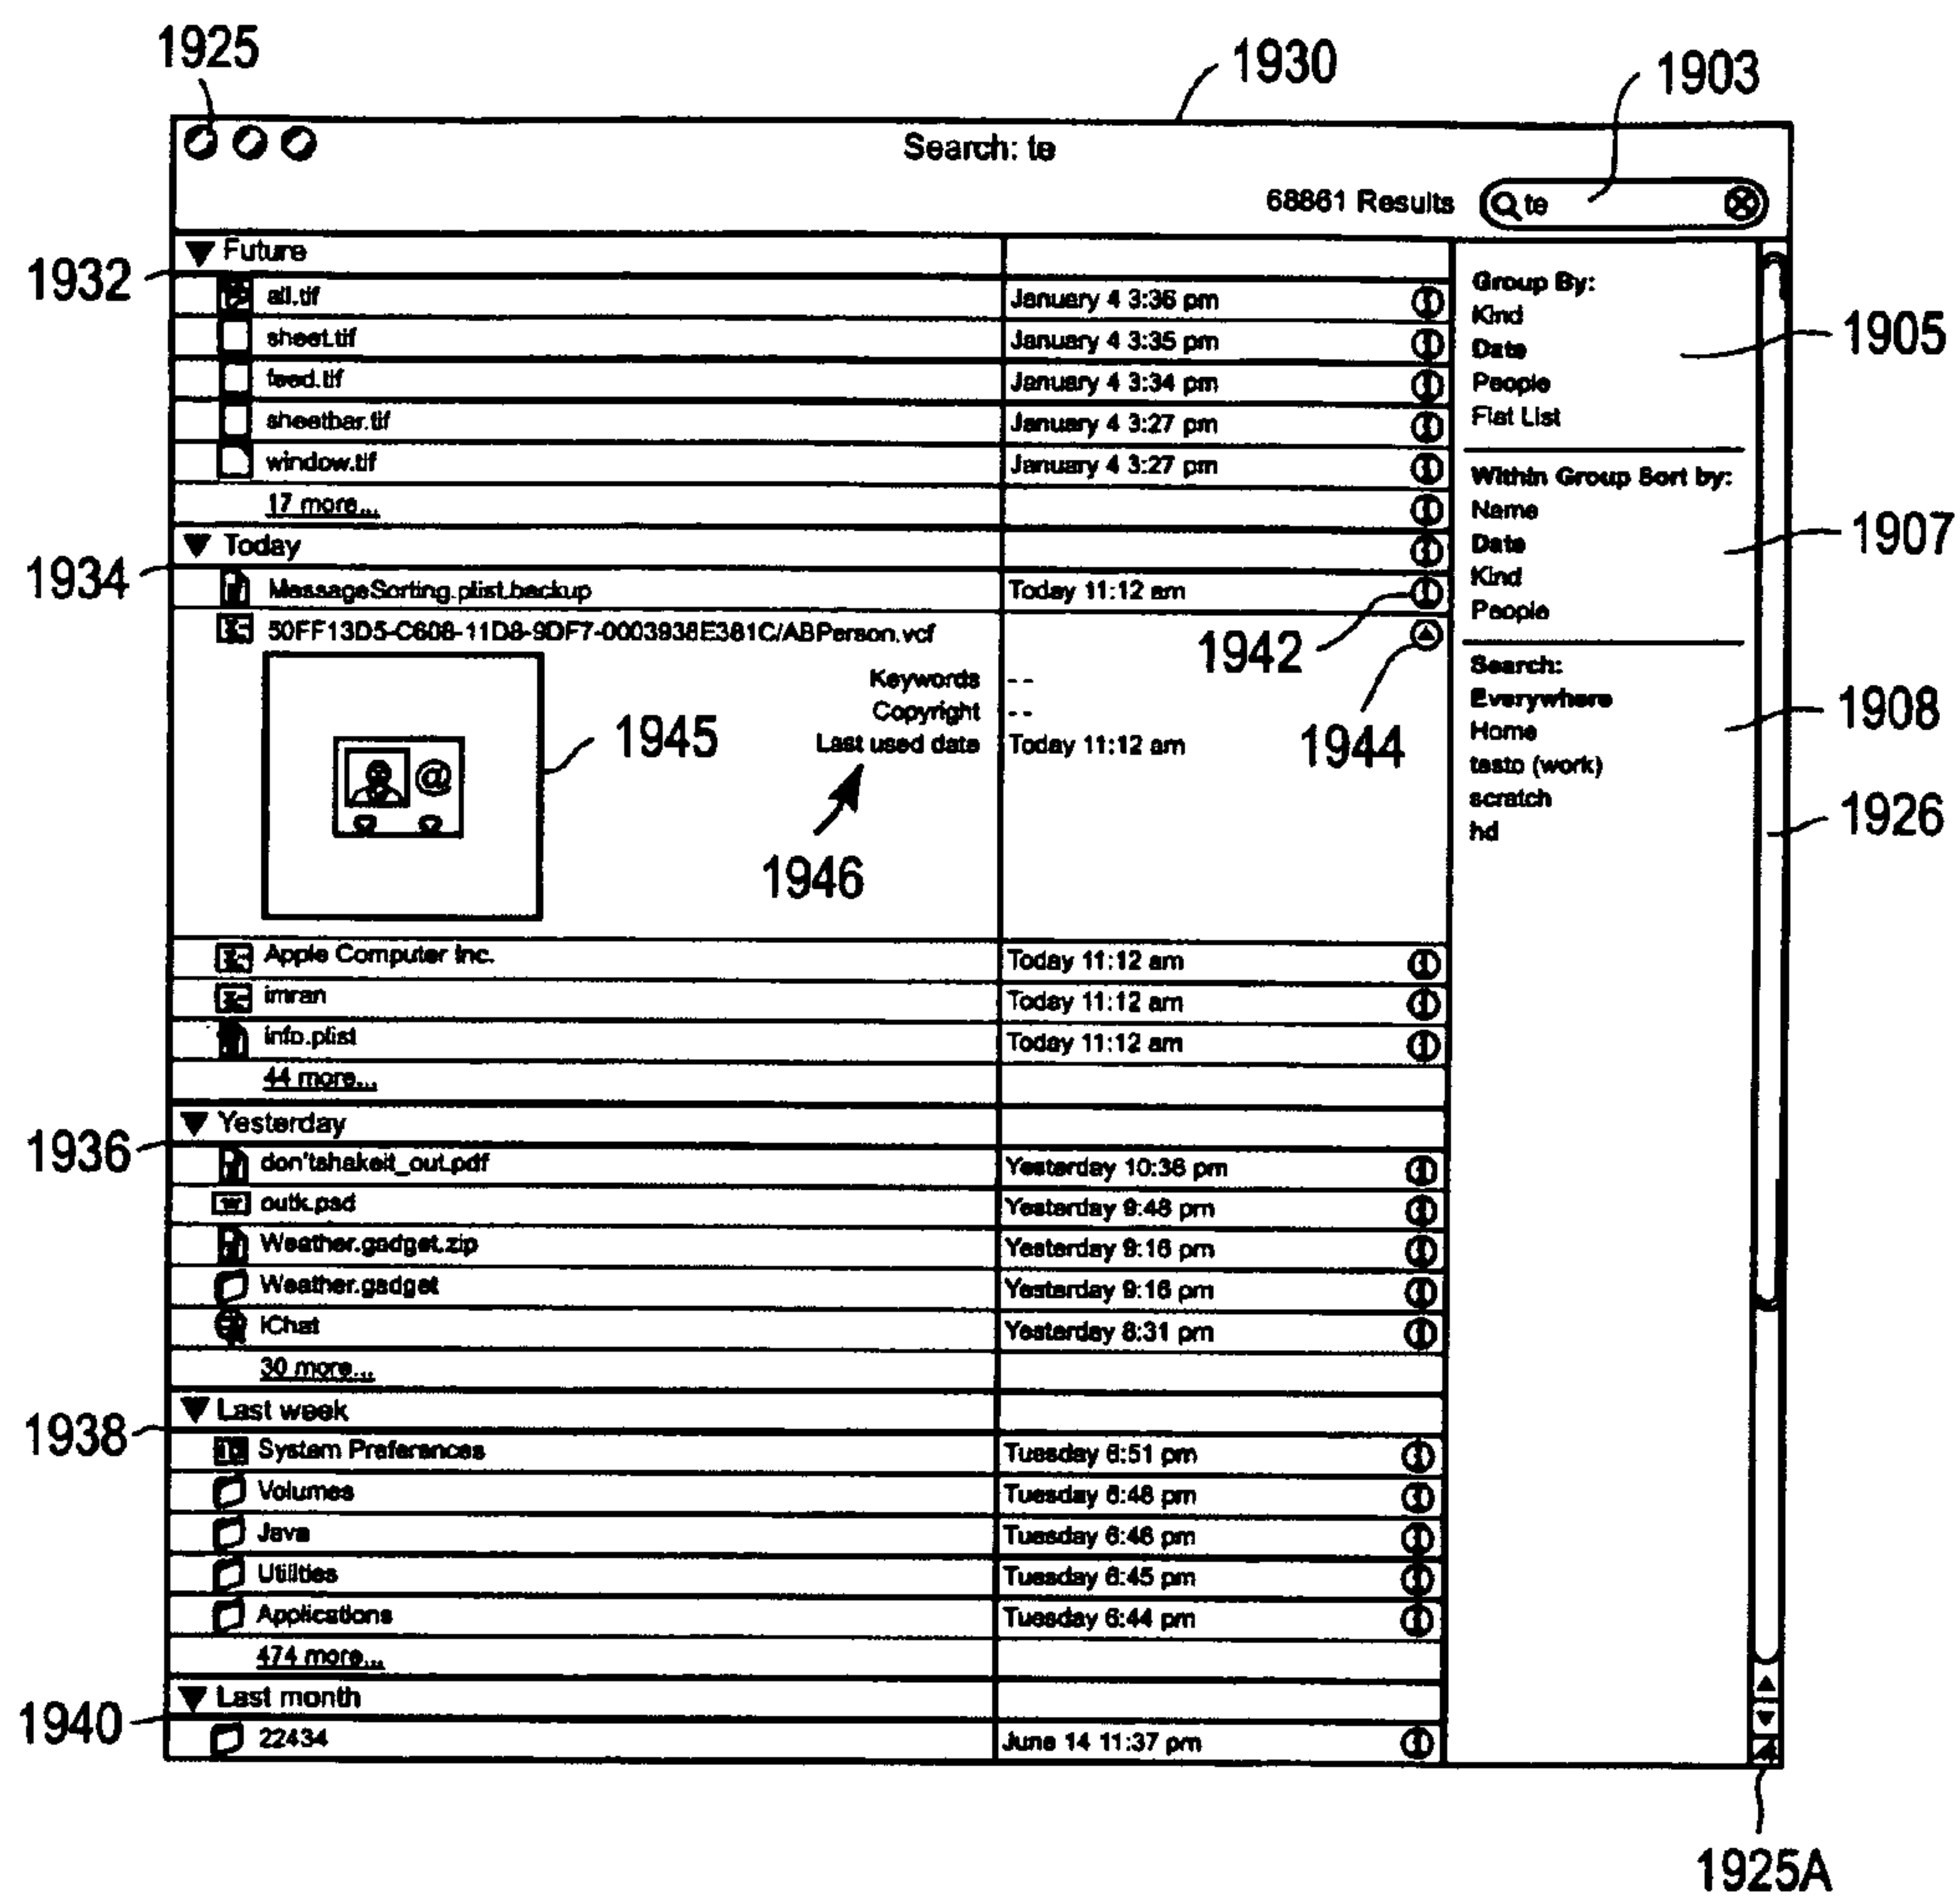 1925
1930
1903
Search: te
68861 Results
te
Future
1932
all.tif
January 4 3:36 pm
sheet.tif
January 4 3:35 pm
feed.tif
January 4 3:34 pm
sheetbar.tif
January 4 3:27 pm
window.tif
January 4 3:27 pm
17 more...
Group By:
Kind
Date
People
Flat List
1905
Within Group Sort by:
Name
Date
Kind
People
1907
Today
1934
MessageSorting.plist.backup
Today 11:12 am
50FF13D5-C608-11D8-9DF7-0003938E381C/ABPerson.vcf
1942
1944
Keywords
--
Copyright
--
Last used date
Today 11:12 am
1945
@
1946
Search:
Everywhere
Home
testo (work)
scratch
hd
1908
1926
Apple Computer Inc.
Today 11:12 am
imran
Today 11:12 am
info.plist
Today 11:12 am
44 more...
Yesterday
1936
don'tshakeit_out.pdf
Yesterday 10:36 pm
outk.psd
Yesterday 9:48 pm
Weather.gadget.zip
Yesterday 9:16 pm
Weather.gadget
Yesterday 9:16 pm
iChat
Yesterday 8:31 pm
30 more...
Last week
1938
System Preferences
Tuesday 6:51 pm
Volumes
Tuesday 6:48 pm
Java
Tuesday 6:46 pm
Utilities
Tuesday 6:45 pm
Applications
Tuesday 6:44 pm
474 more...
Last month
1940
22434
June 14 11:37 pm
1925A